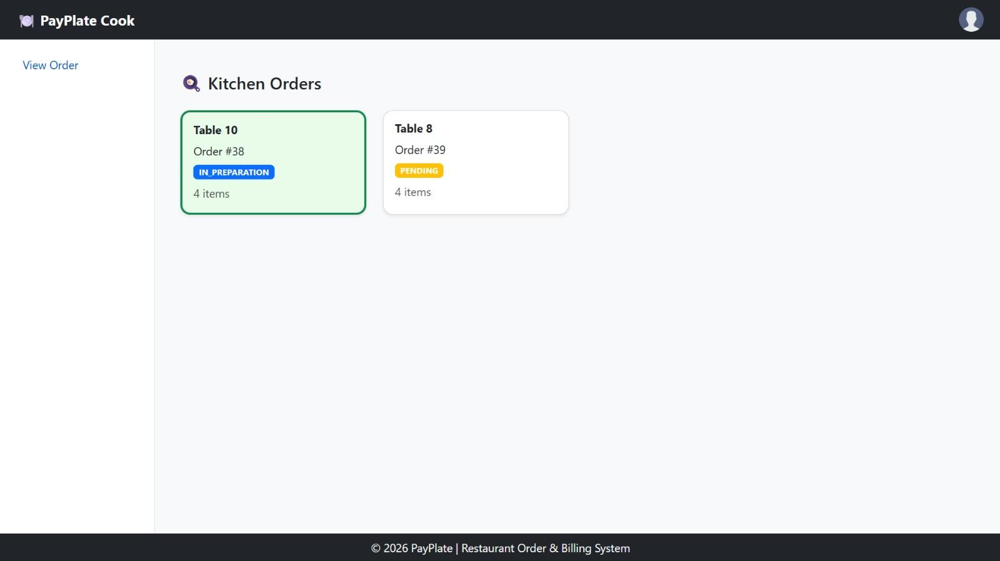 PayPlate Cook
View Order
Kitchen Orders
Table 10
Order #38
IN_PREPARATION
4 items
Table 8
Order #39
PENDING
4 items
© 2026 PayPlate | Restaurant Order & Billing System